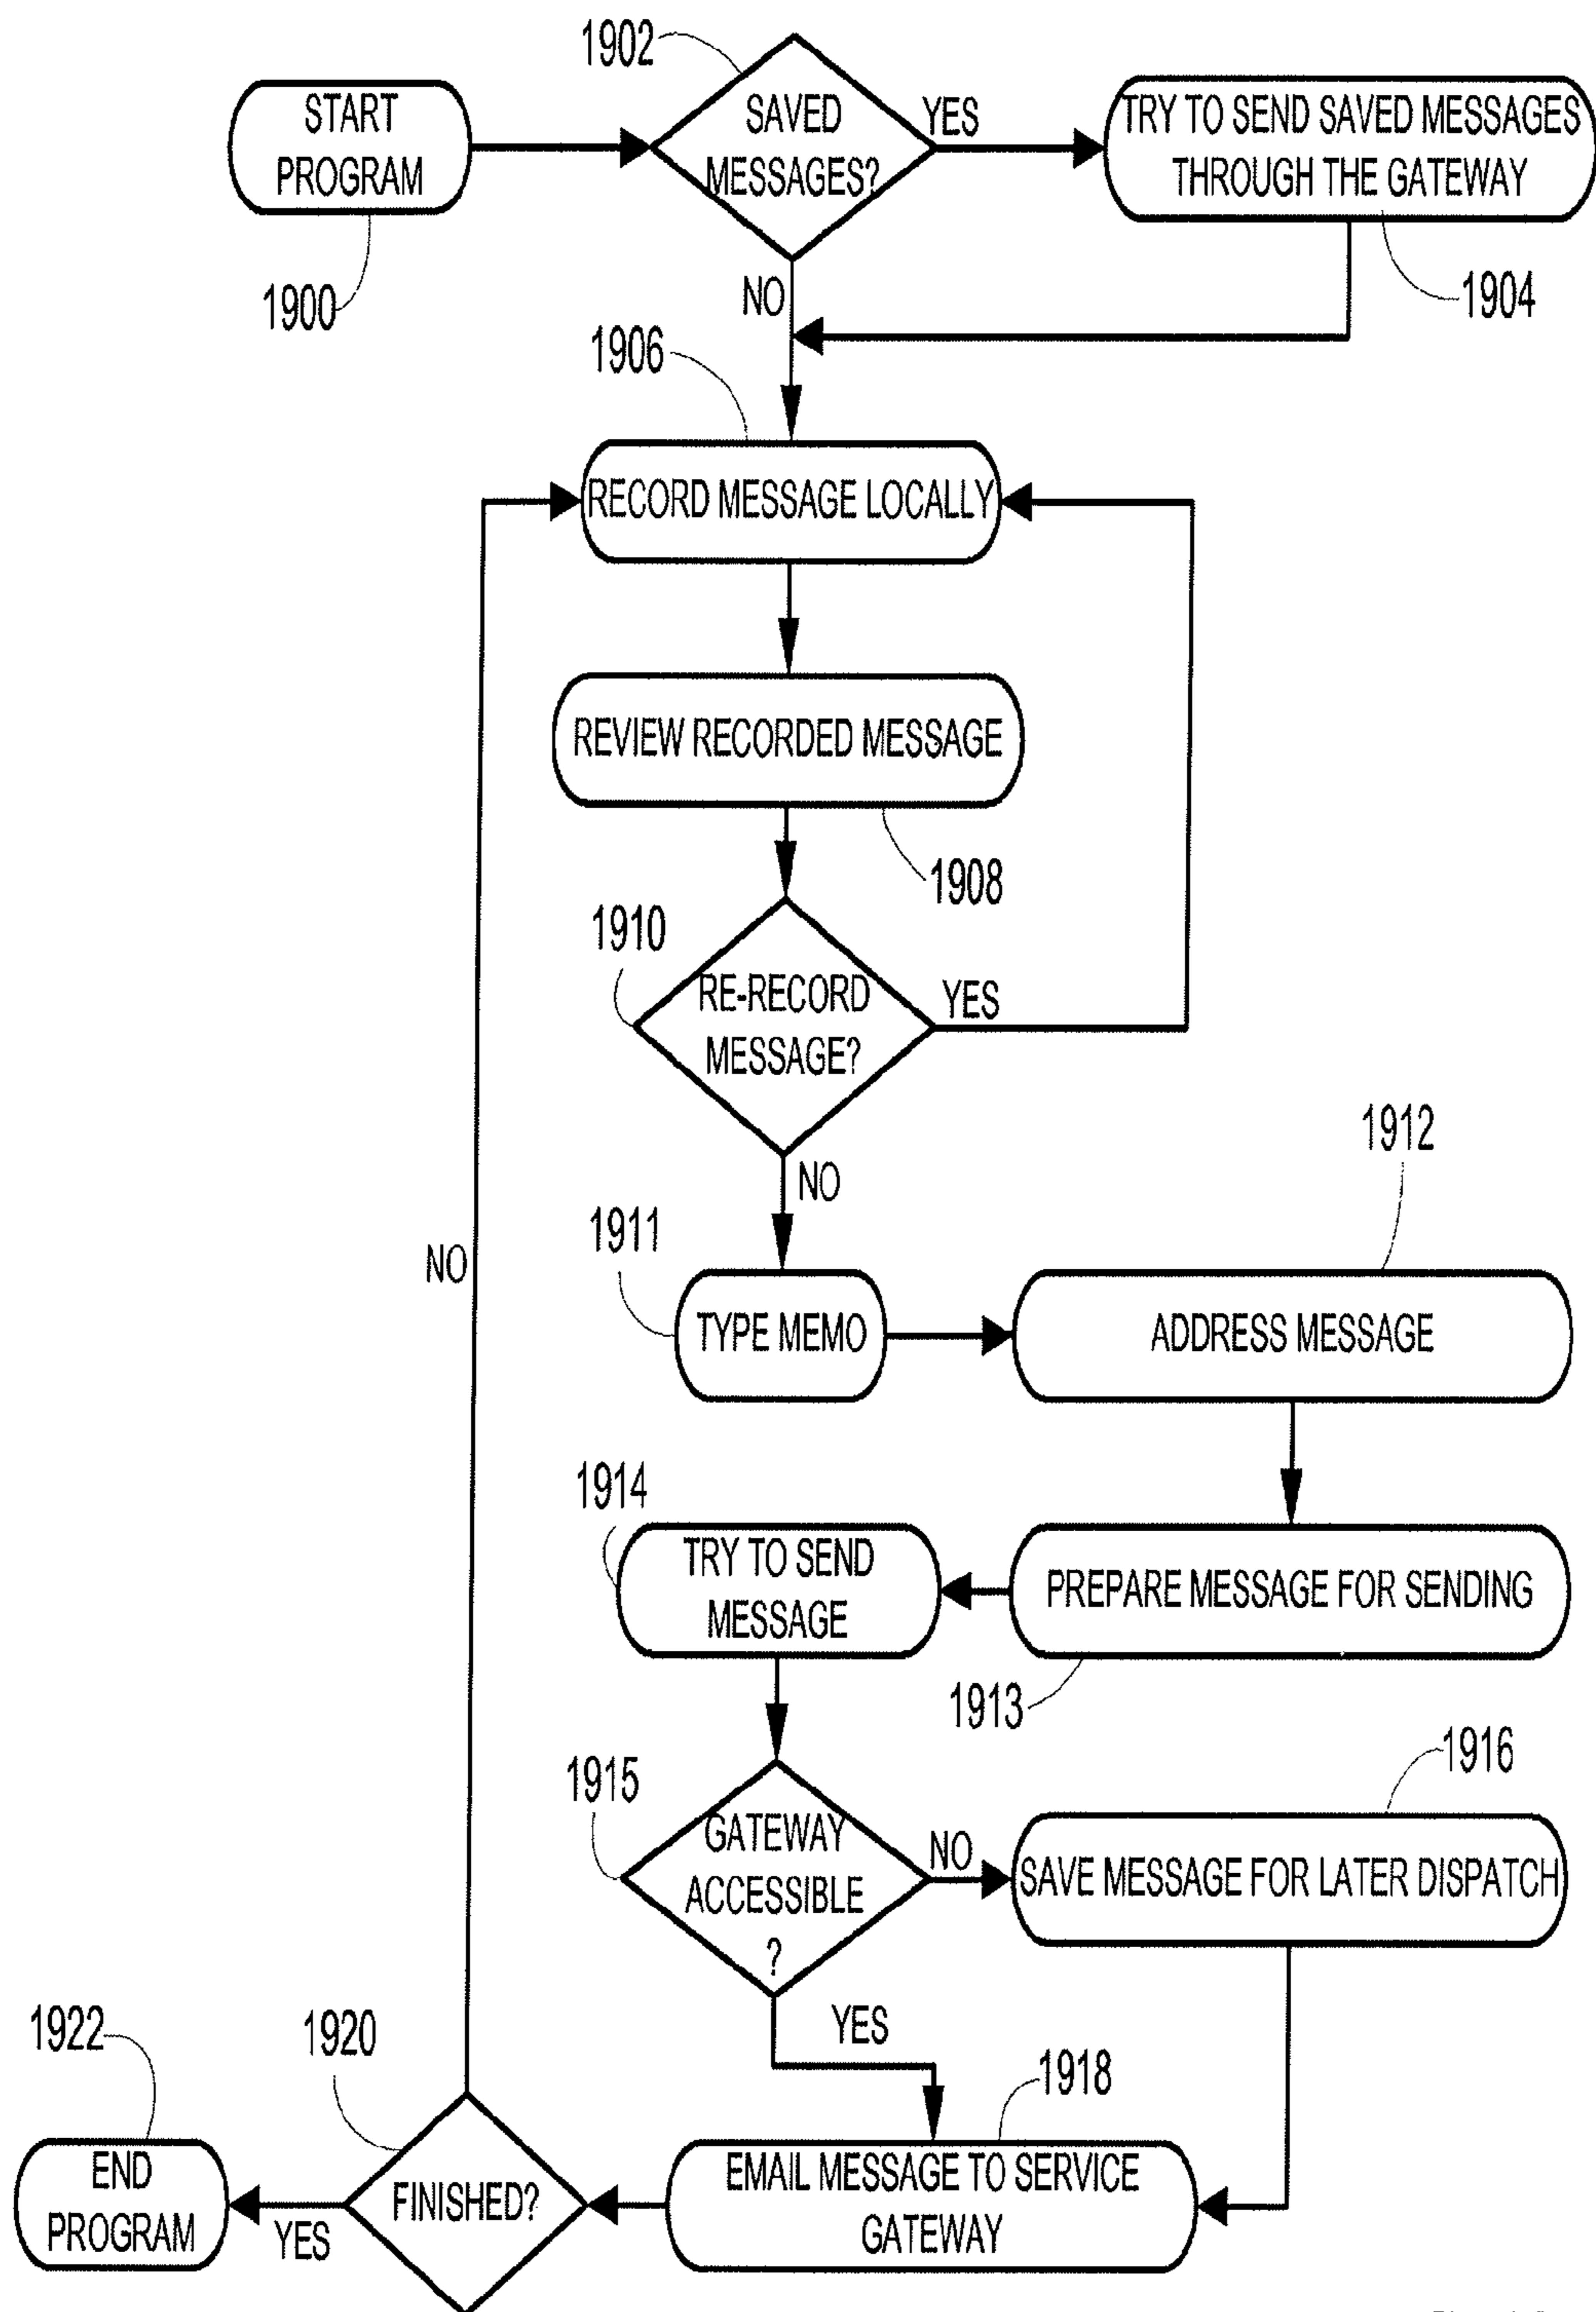 1902
START
PROGRAM
SAVED
MESSAGES?
YES
TRY TO SEND SAVED MESSAGES
THROUGH THE GATEWAY
1900
NO
1904
1906
RECORD MESSAGE LOCALLY
REVIEW RECORDED MESSAGE
1908
1910
RE-RECORD
MESSAGE?
YES
NO
1912
1911
NO
TYPE MEMO
ADDRESS MESSAGE
1914
TRY TO SEND
MESSAGE
PREPARE MESSAGE FOR SENDING
1913
1916
1915
GATEWAY
ACCESSIBLE
?
NO
SAVE MESSAGE FOR LATER DISPATCH
YES
1922
1920
1918
END
PROGRAM
YES
FINISHED?
EMAIL MESSAGE TO SERVICE
GATEWAY